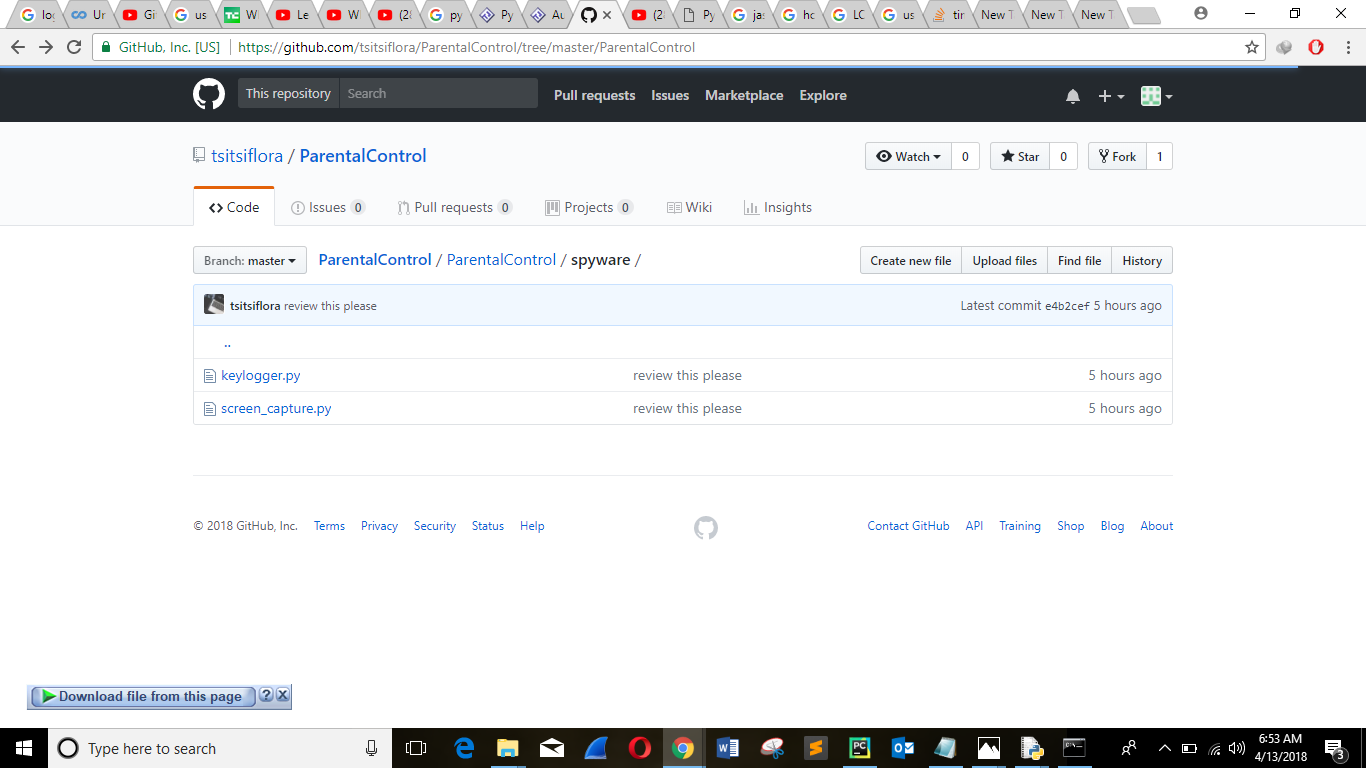 log Ur Git us W Le W (2 py Py Au (2 Py jas ho LC us tir New T New T New T
GitHub, Inc. [US] https://github.com/tsitsiflora/ParentalControl/tree/master/ParentalControl
This repository Search Pull requests Issues Marketplace Explore
tsitsiflora / ParentalControl Watch 0 Star 0 Fork 1
Code Issues 0 Pull requests 0 Projects 0 Wiki Insights
Branch: master ParentalControl / ParentalControl / spyware / Create new file Upload files Find file History
tsitsiflora review this please Latest commit e4b2cef 5 hours ago
..
keylogger.py review this please 5 hours ago
screen_capture.py review this please 5 hours ago
© 2018 GitHub, Inc. Terms Privacy Security Status Help Contact GitHub API Training Shop Blog About
Download file from this page ? X
Type here to search 6:53 AM
4/13/2018 3